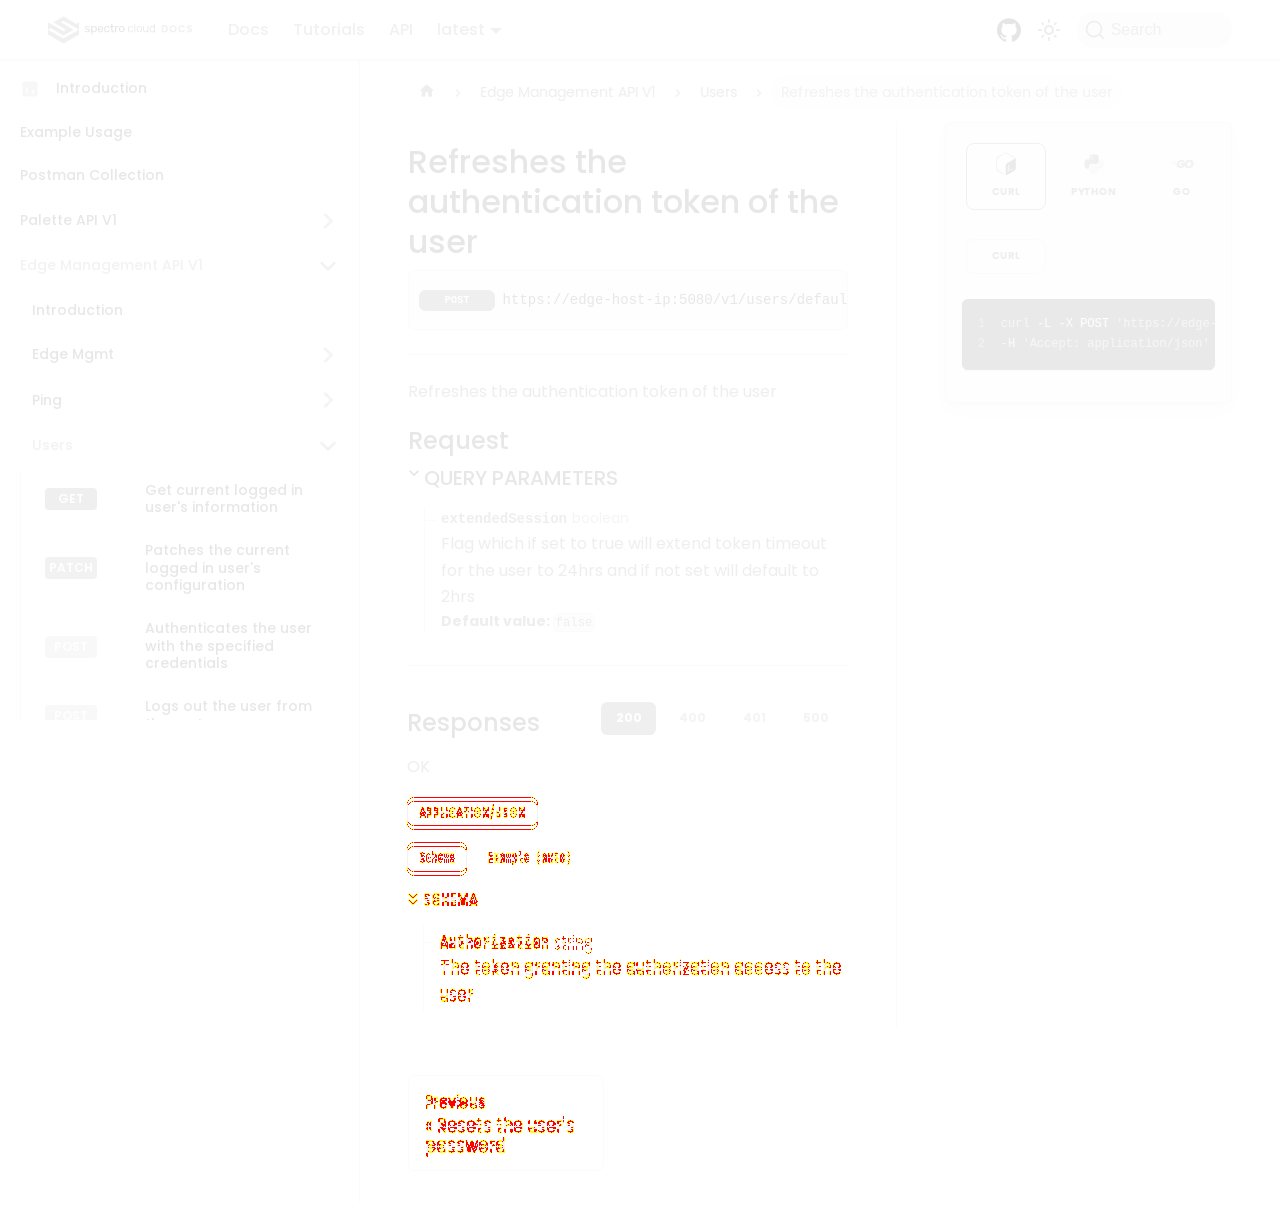 spectro cloud DOCS Docs Tutorials API latest Search
Introduction
Example Usage
Postman Collection
Palette API V1
Edge Management API V1
Introduction
Edge Mgmt
Ping
Users
GET Get current logged in
user's information
PATCH Patches the current
logged in user's
configuration
POST Authenticates the user
with the specified
credentials
POST Logs out the user from
Edge Management API V1 > Users > Refreshes the authentication token of the user
Refreshes the
authentication token of the
user
POST https://edge-host-ip:5080/v1/users/defaul
Refreshes the authentication token of the user
Request
QUERY PARAMETERS
extendedSession boolean
Flag which if set to true will extend token timeout
for the user to 24hrs and if not set will default to
2hrs
Default value: false
Responses 200 400 401 500
OK
APPLICATION/JSON
Schema Example (auto)
SCHEMA
Authorization string
The token granting the authorization access to the
user
Previous
« Resets the user's
password
CURL PYTHON GO
CURL
1 curl -L -X POST 'https://edge-
2 -H 'Accept: application/json'